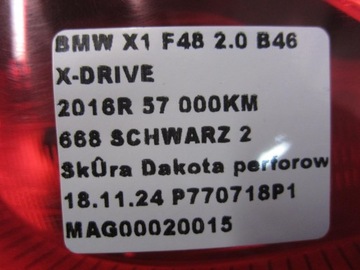 BMW X1 F48 2.0 B46
X-DRIVE
2016R 57 000KM
668 SCHWARZ 2
SkÛra Dakota perforow
18.11.24 P770718P1
MAG00020015